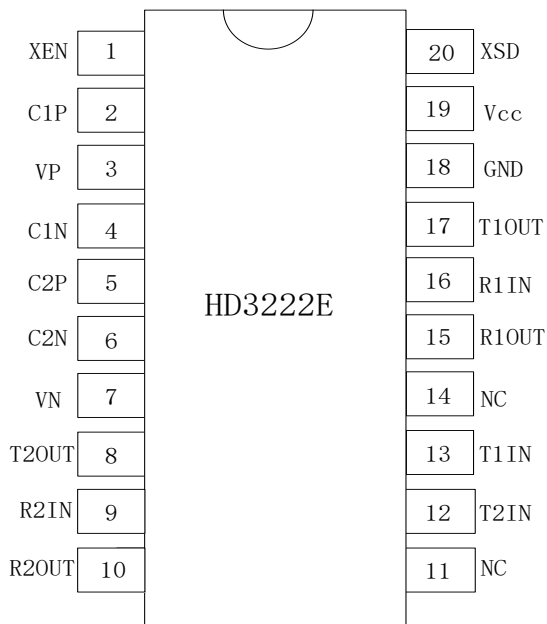 XEN 1 20 XSD
C1P 2 19 Vcc
VP 3 18 GND
C1N 4 17 T1OUT
C2P 5 16 R1IN
HD3222E
C2N 6 15 R1OUT
VN 7 14 NC
T2OUT 8 13 T1IN
R2IN 9 12 T2IN
R2OUT 10 11 NC